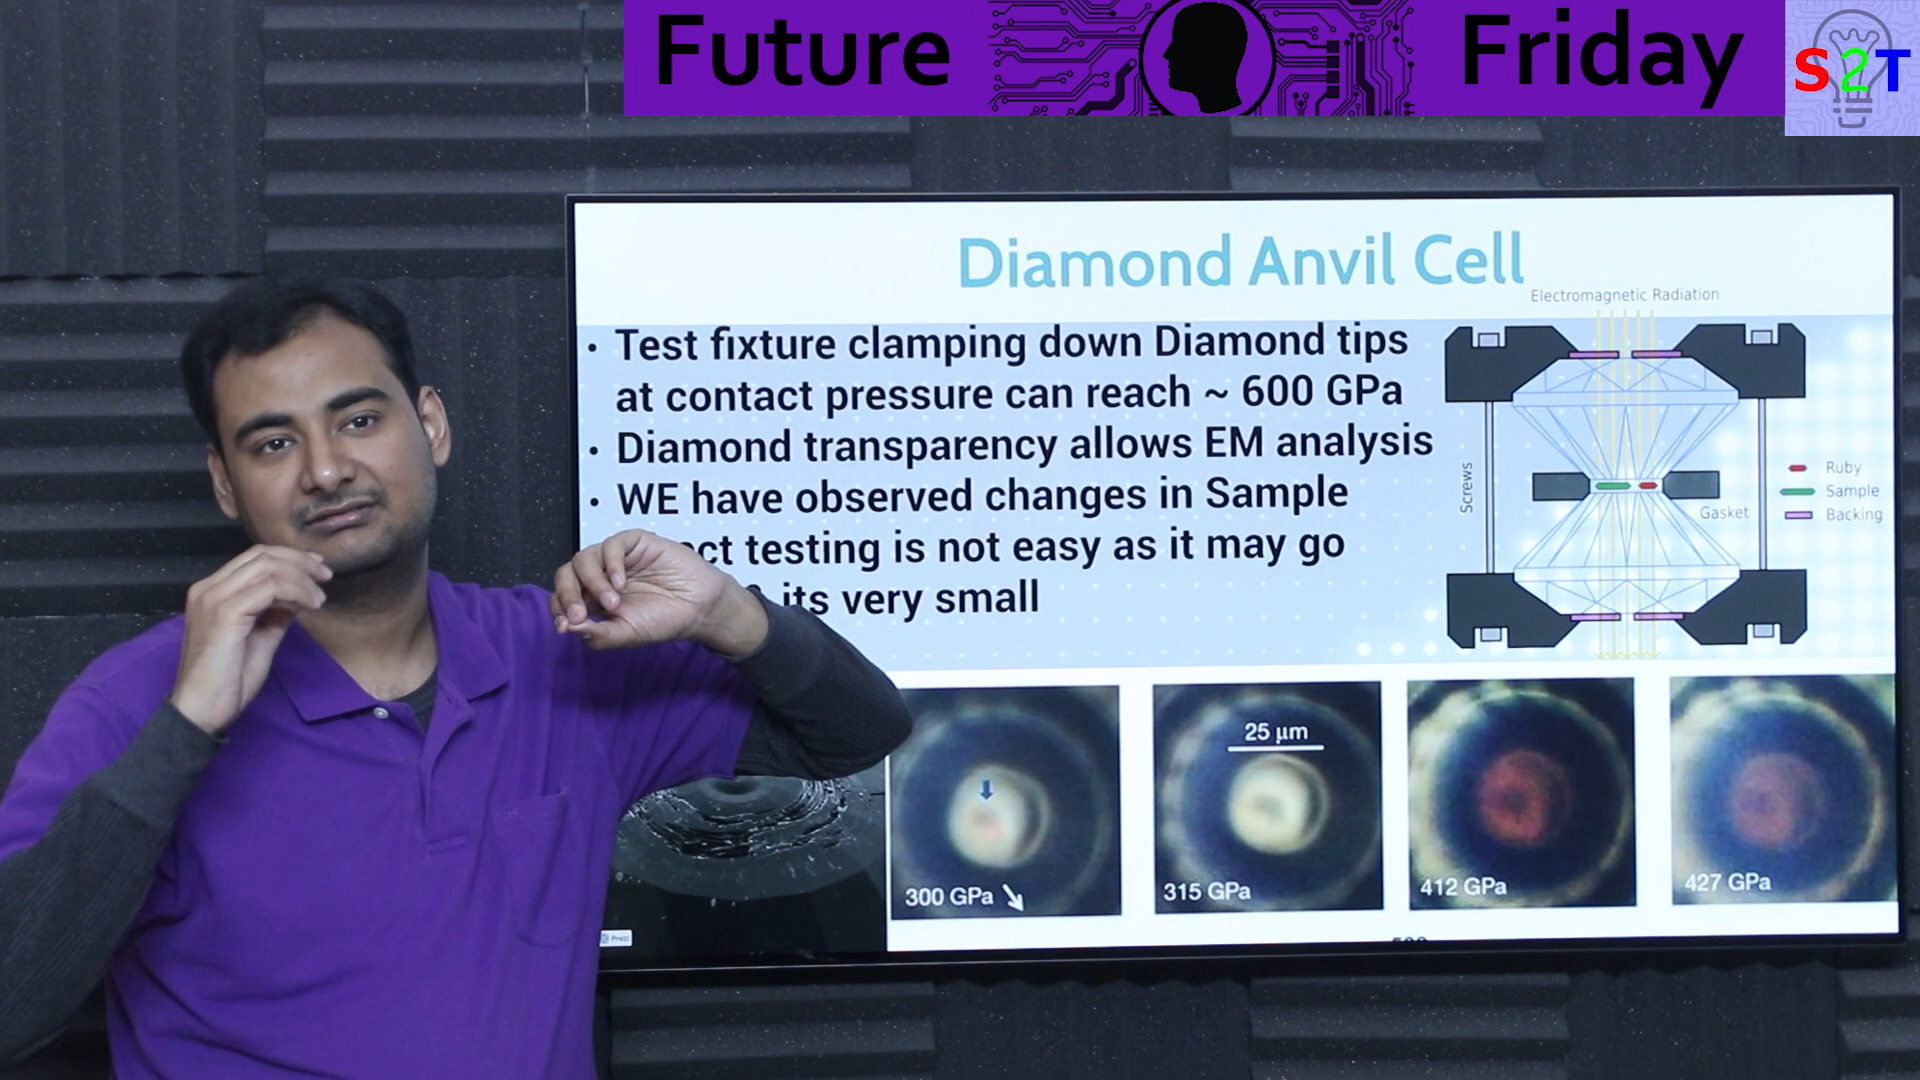 Future Friday
S2T
Diamond Anvil Cell
Electromagnetic Radiation
• Test fixture clamping down Diamond tips
at contact pressure can reach ~ 600 GPa
• Diamond transparency allows EM analysis
• WE have observed changes in Sample
testing is not easy as it may go
its very small
Screws
Ruby
Sample
Gasket
Backing
25 μm
300 GPa
315 GPa
412 GPa
427 GPa
Prezi